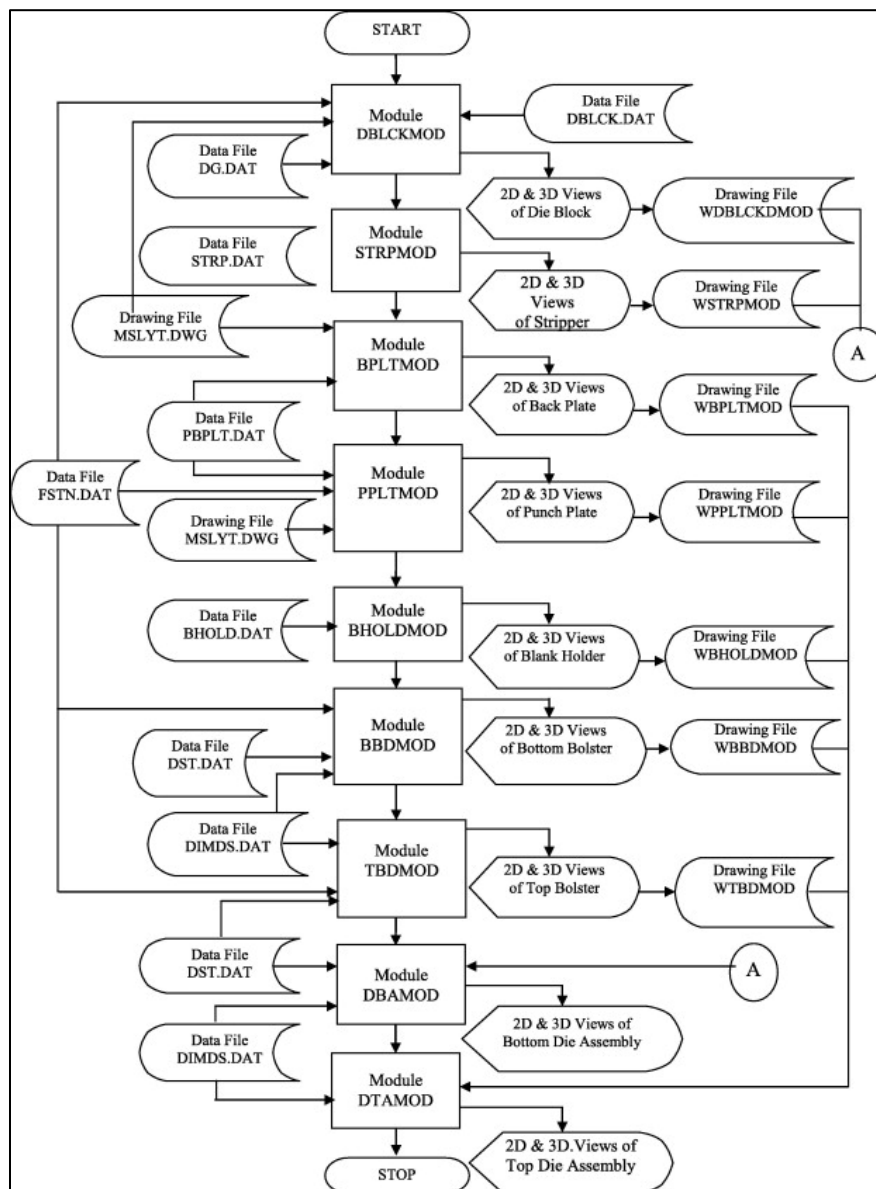 START
Module
DBLCKMOD
Data File
DBLCK.DAT
Data File
DG.DAT
2D & 3D Views
of Die Block
Drawing File
WDBLCKDMOD
Module
STRPMOD
Data File
STRP.DAT
2D & 3D
Views
of Stripper
Drawing File
WSTRPMOD
A
Drawing File
MSLYT.DWG
Module
BPLTMOD
2D & 3D Views
of Back Plate
Drawing File
WBPLTMOD
Data File
PBPLT.DAT
Module
PPLTMOD
Data File
FSTN.DAT
2D & 3D Views
of Punch Plate
Drawing File
WPPLTMOD
Drawing File
MSLYT.DWG
Module
BHOLDMOD
Data File
BHOLD.DAT
2D & 3D Views
of Blank Holder
Drawing File
WBHOLDMOD
Module
BBDMOD
Data File
DST.DAT
2D & 3D Views
of Bottom Bolster
Drawing File
WBBDMOD
Data File
DIMDS.DAT
Module
TBDMOD
2D & 3D Views
of Top Bolster
Drawing File
WTBDMOD
Data File
DST.DAT
Module
DBAMOD
A
2D & 3D Views of
Bottom Die Assembly
Data File
DIMDS.DAT
Module
DTAMOD
2D & 3D.Views of
Top Die Assembly
STOP